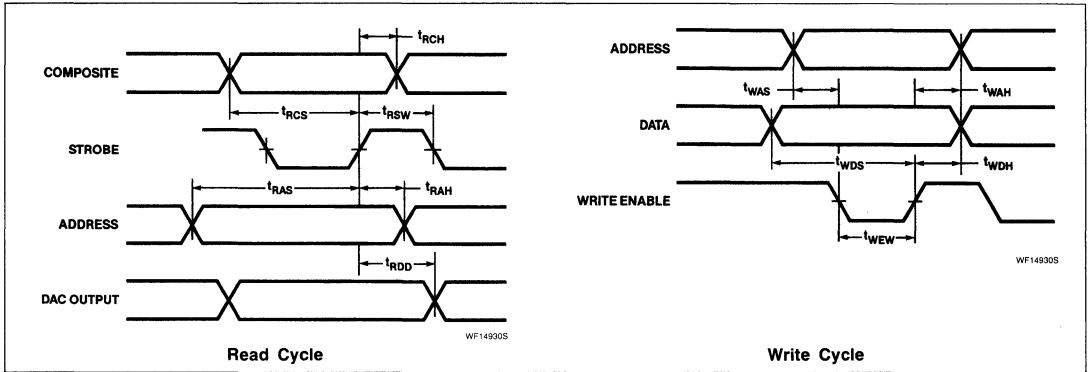 tRCH
COMPOSITE
tRCS
tRSW
STROBE
tRAS
tRAH
ADDRESS
tRDD
DAC OUTPUT
WF14930S
Read Cycle
ADDRESS
tWAS
tWAH
DATA
tWDS
tWDH
WRITE ENABLE
tWEW
WF14930S
Write Cycle